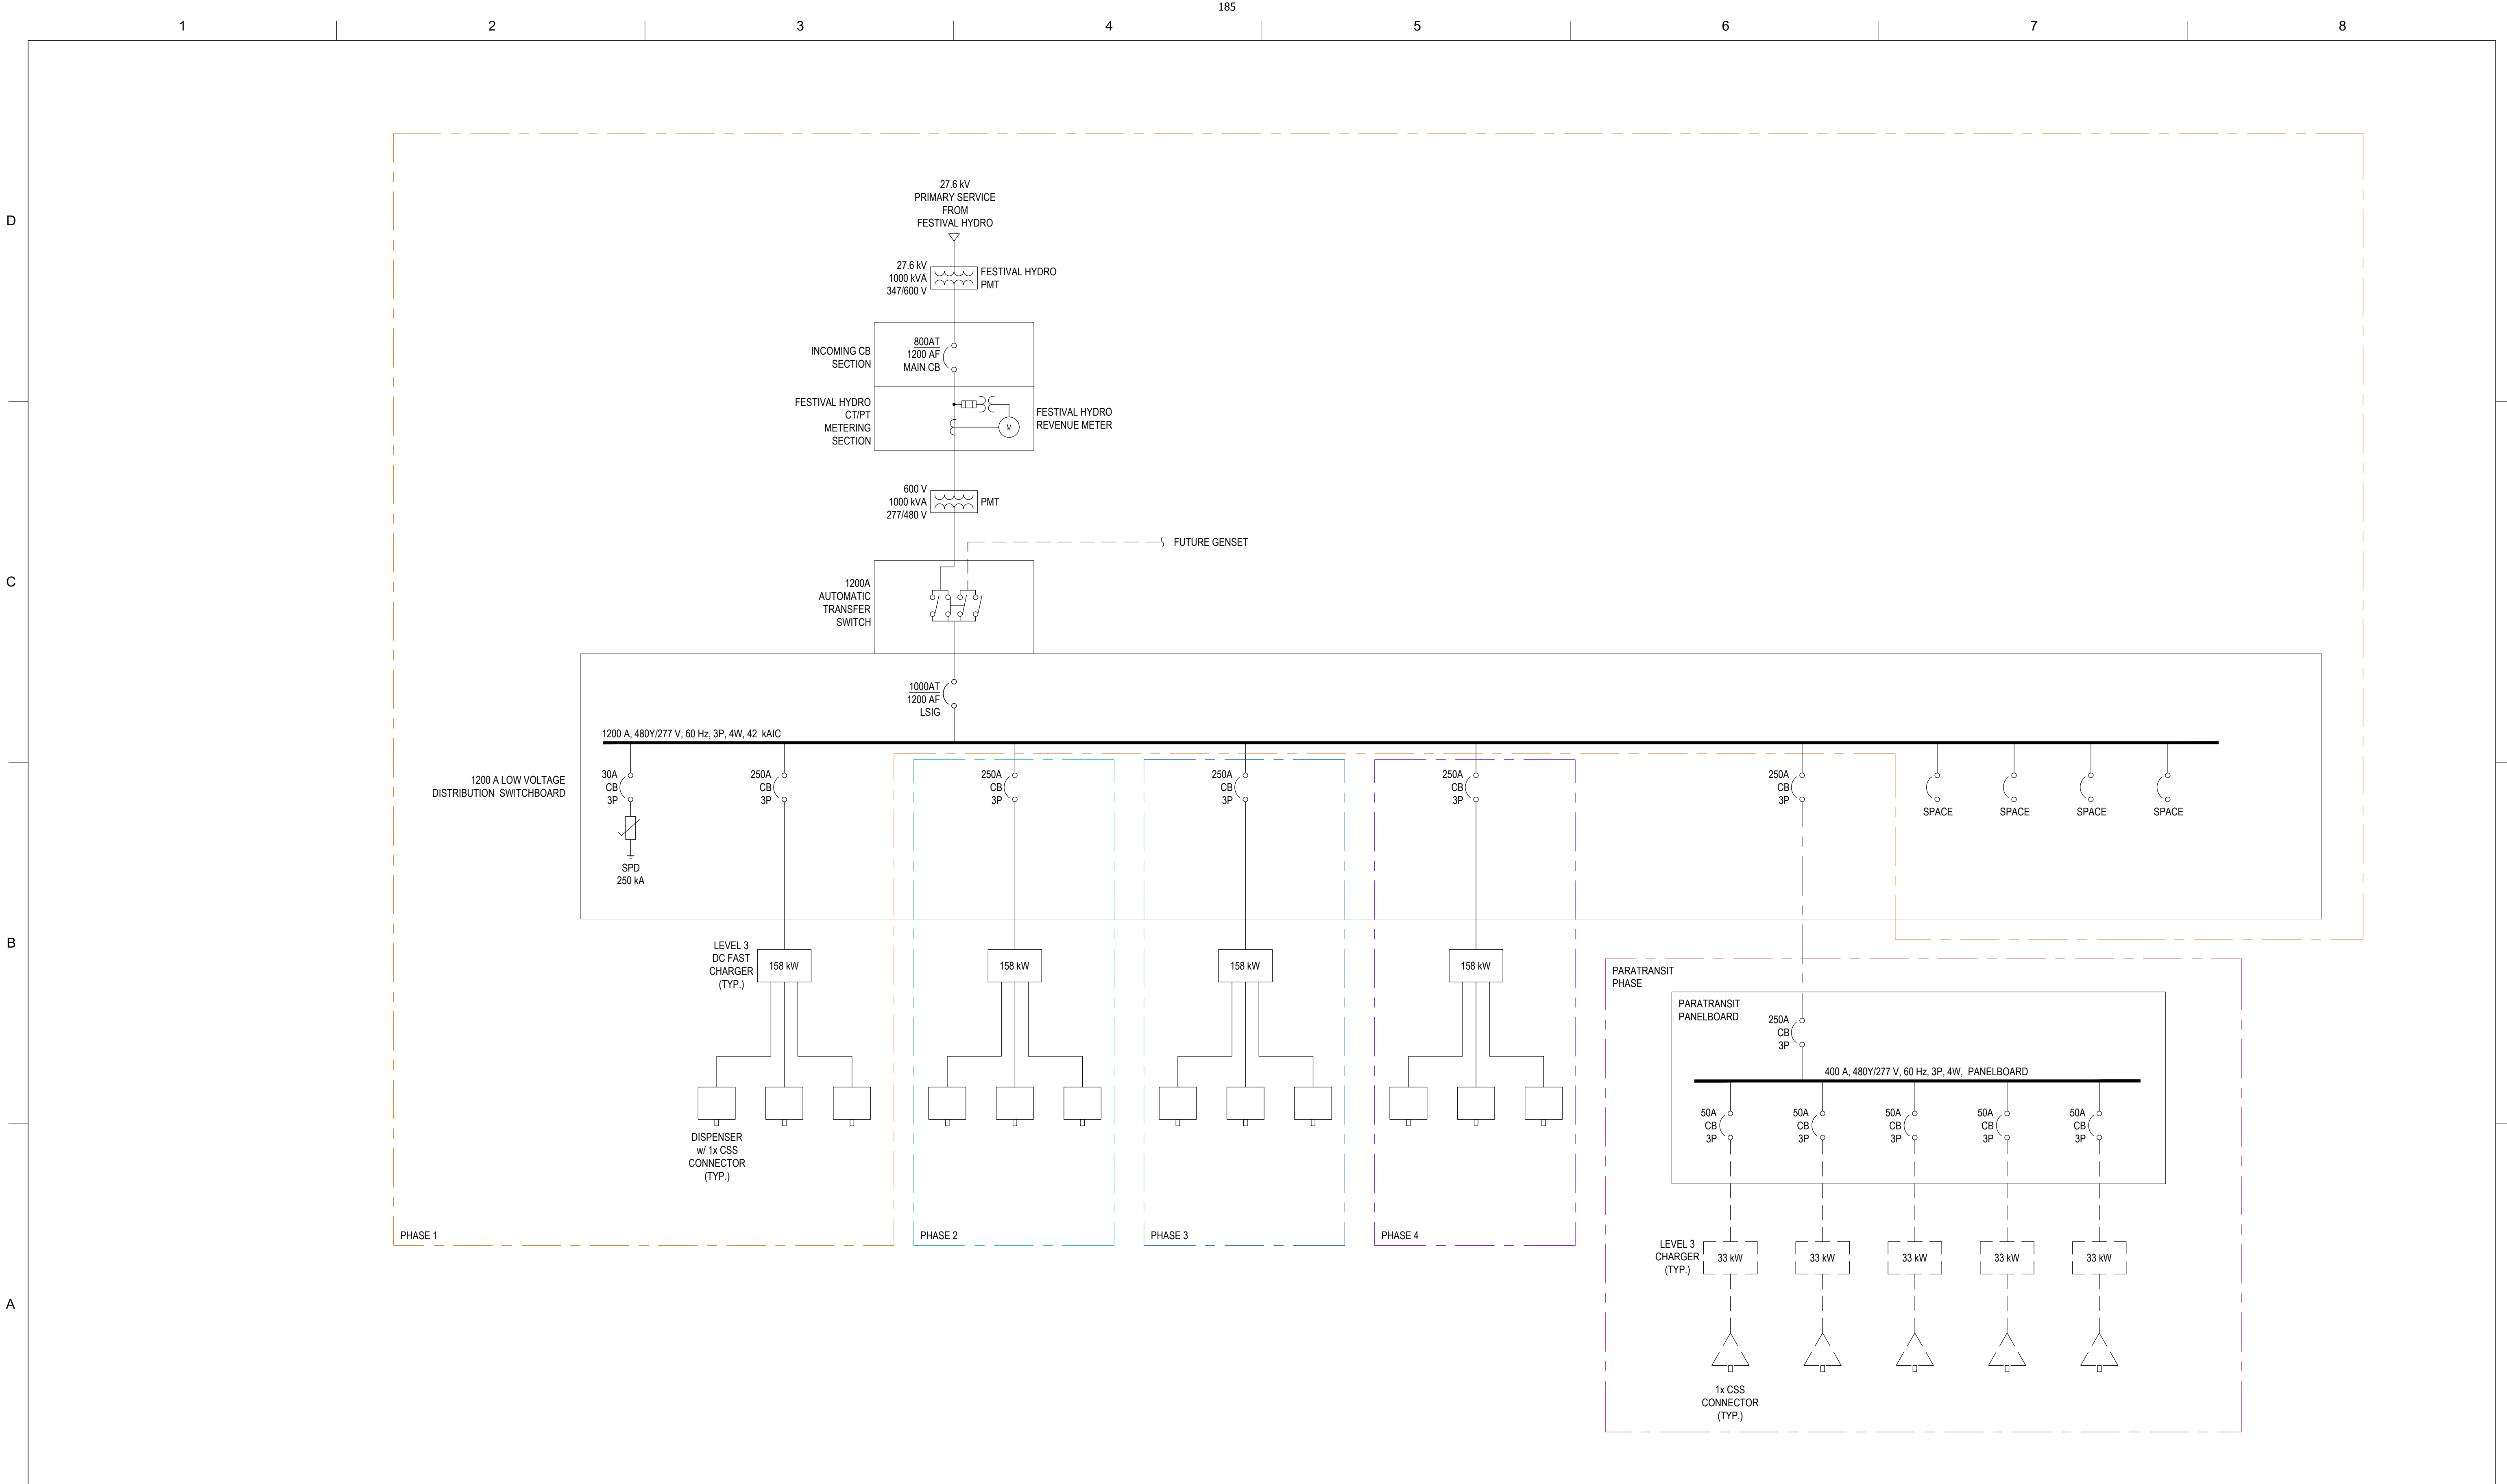 185
1 2 3 4 5 6 7 8
D
C
B
A
27.6 kV
PRIMARY SERVICE
FROM
FESTIVAL HYDRO
27.6 kV
1000 kVA
347/600 V
FESTIVAL HYDRO
PMT
INCOMING CB
SECTION
800AT
1200 AF
MAIN CB
FESTIVAL HYDRO
CT/PT
METERING
SECTION
M
FESTIVAL HYDRO
REVENUE METER
600 V
1000 kVA
277/480 V
PMT
FUTURE GENSET
1200A
AUTOMATIC
TRANSFER
SWITCH
1000AT
1200 AF
LSIG
1200 A, 480Y/277 V, 60 Hz, 3P, 4W, 42 kAIC
1200 A LOW VOLTAGE
DISTRIBUTION SWITCHBOARD
30A
CB
3P
SPD
250 kA
250A
CB
3P
250A
CB
3P
250A
CB
3P
250A
CB
3P
250A
CB
3P
SPACE
SPACE
SPACE
SPACE
LEVEL 3
DC FAST
CHARGER
(TYP.)
158 kW
158 kW
158 kW
158 kW
DISPENSER
w/ 1x CSS
CONNECTOR
(TYP.)
PHASE 1
PHASE 2
PHASE 3
PHASE 4
PARATRANSIT
PHASE
PARATRANSIT
PANELBOARD
250A
CB
3P
400 A, 480Y/277 V, 60 Hz, 3P, 4W, PANELBOARD
50A
CB
3P
50A
CB
3P
50A
CB
3P
50A
CB
3P
50A
CB
3P
LEVEL 3
CHARGER
(TYP.)
33 kW
33 kW
33 kW
33 kW
33 kW
1x CSS
CONNECTOR
(TYP.)